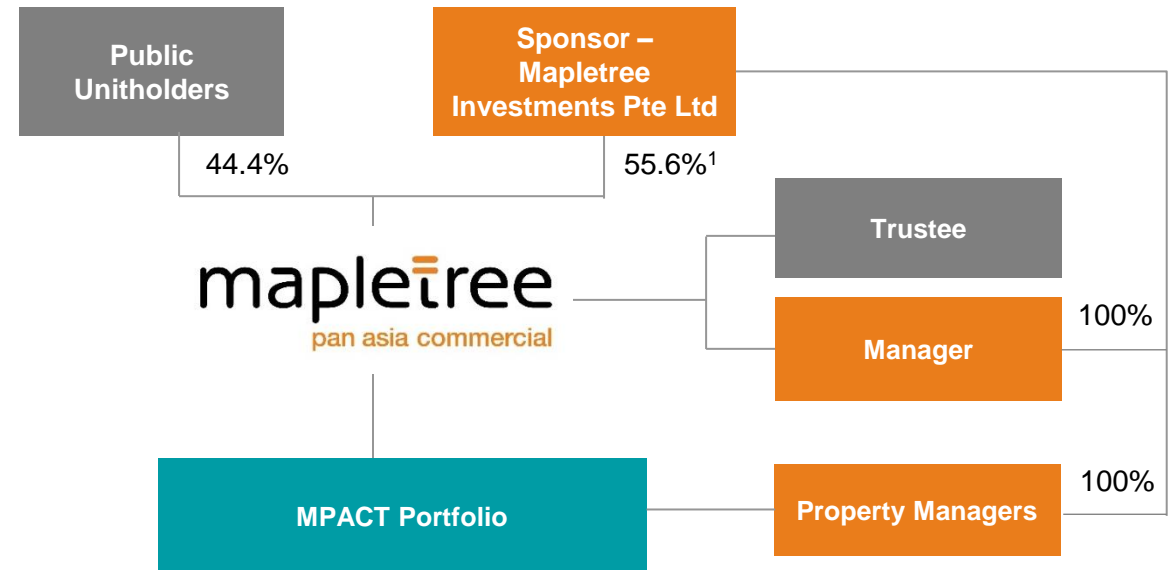 Public
Unitholders
Sponsor –
Mapletree
Investments Pte Ltd
44.4%
55.6%¹
Trustee
mapletree
pan asia commercial
Manager
100%
MPACT Portfolio
Property Managers
100%